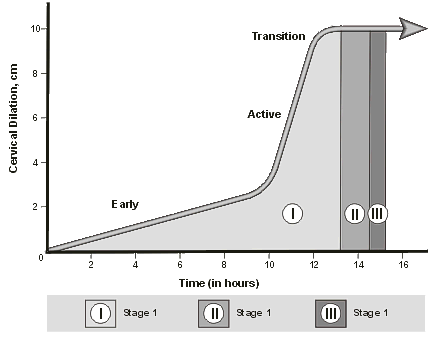 Cervical Dilation, cm
10
8
6
4
2
0
Transition
Active
Early
I
II
III
2
4
6
8
10
12
14
16
Time (in hours)
I Stage 1
II Stage 1
III Stage 1